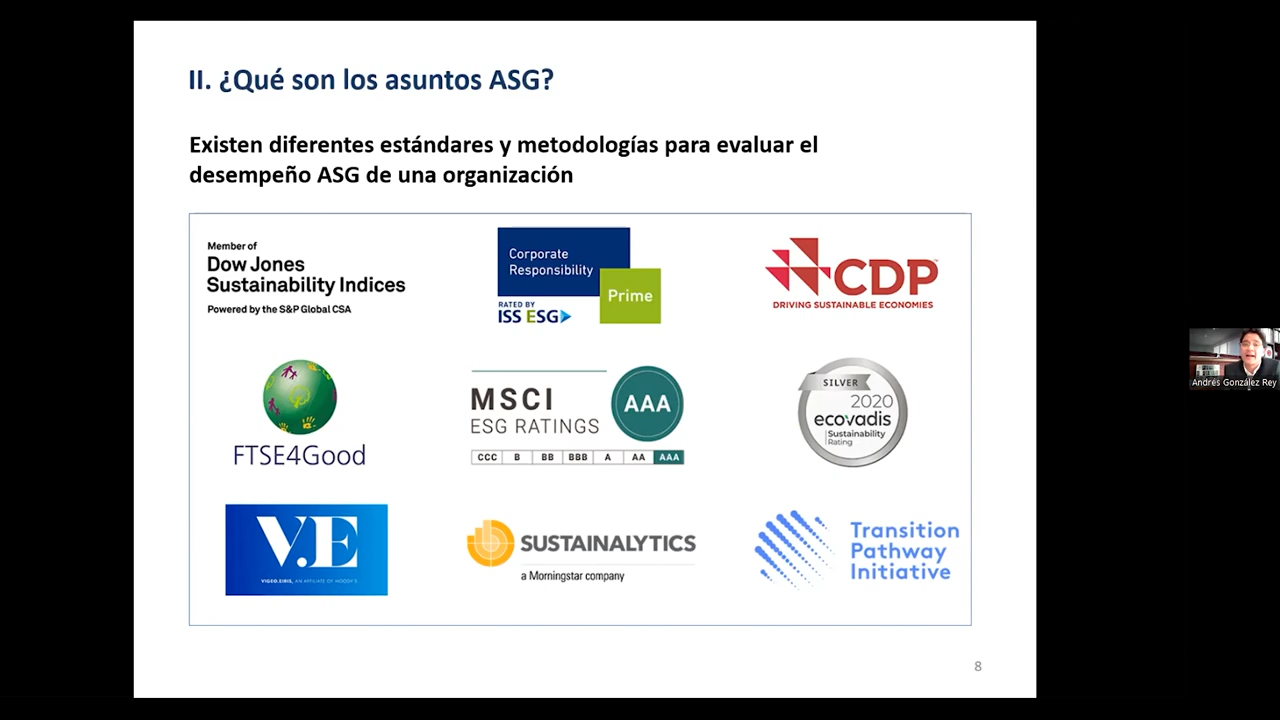 II. ¿Qué son los asuntos ASG?
Existen diferentes estándares y metodologías para evaluar el
desempeño ASG de una organización
Member of
Dow Jones
Sustainability Indices
Powered by the S&P Global CSA
Corporate
Responsibility
Prime
RATED BY
ISS ESG
CDP
DRIVING SUSTAINABLE ECONOMIES
FTSE4Good
MSCI
ESG RATINGS
AAA
CCC B BB BBB A AA AAA
SILVER
2020
ecovadis
Sustainability
Rating
V.E
VIGEO EIRIS, AN AFFILIATE OF MOODY'S
SUSTAINALYTICS
a Morningstar company
Transition
Pathway
Initiative
8
Andrés González Rey